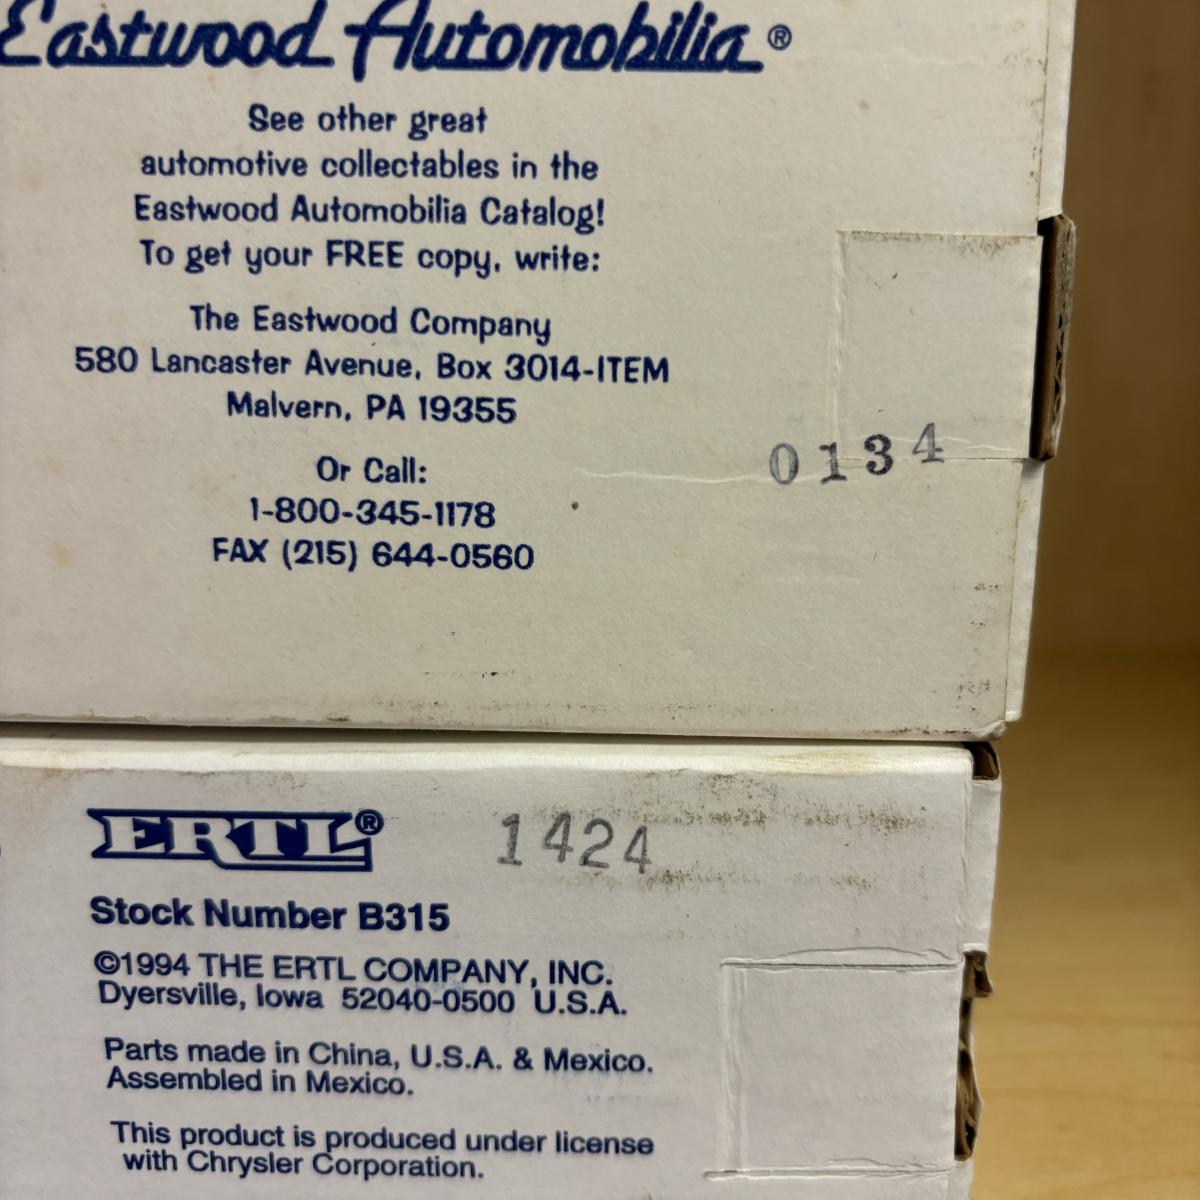 Eastwood Automobilia®
See other great
automotive collectables in the
Eastwood Automobilia Catalog!
To get your FREE copy, write:
The Eastwood Company
580 Lancaster Avenue, Box 3014-ITEM
Malvern, PA 19355
0134
Or Call:
1-800-345-1178
FAX (215) 644-0560
ERTL®
1424
Stock Number B315
©1994 THE ERTL COMPANY, INC.
Dyersville, Iowa 52040-0500 U.S.A.
Parts made in China, U.S.A. & Mexico.
Assembled in Mexico.
This product is produced under license
with Chrysler Corporation.